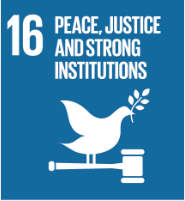 16 PEACE, JUSTICE
AND STRONG
INSTITUTIONS